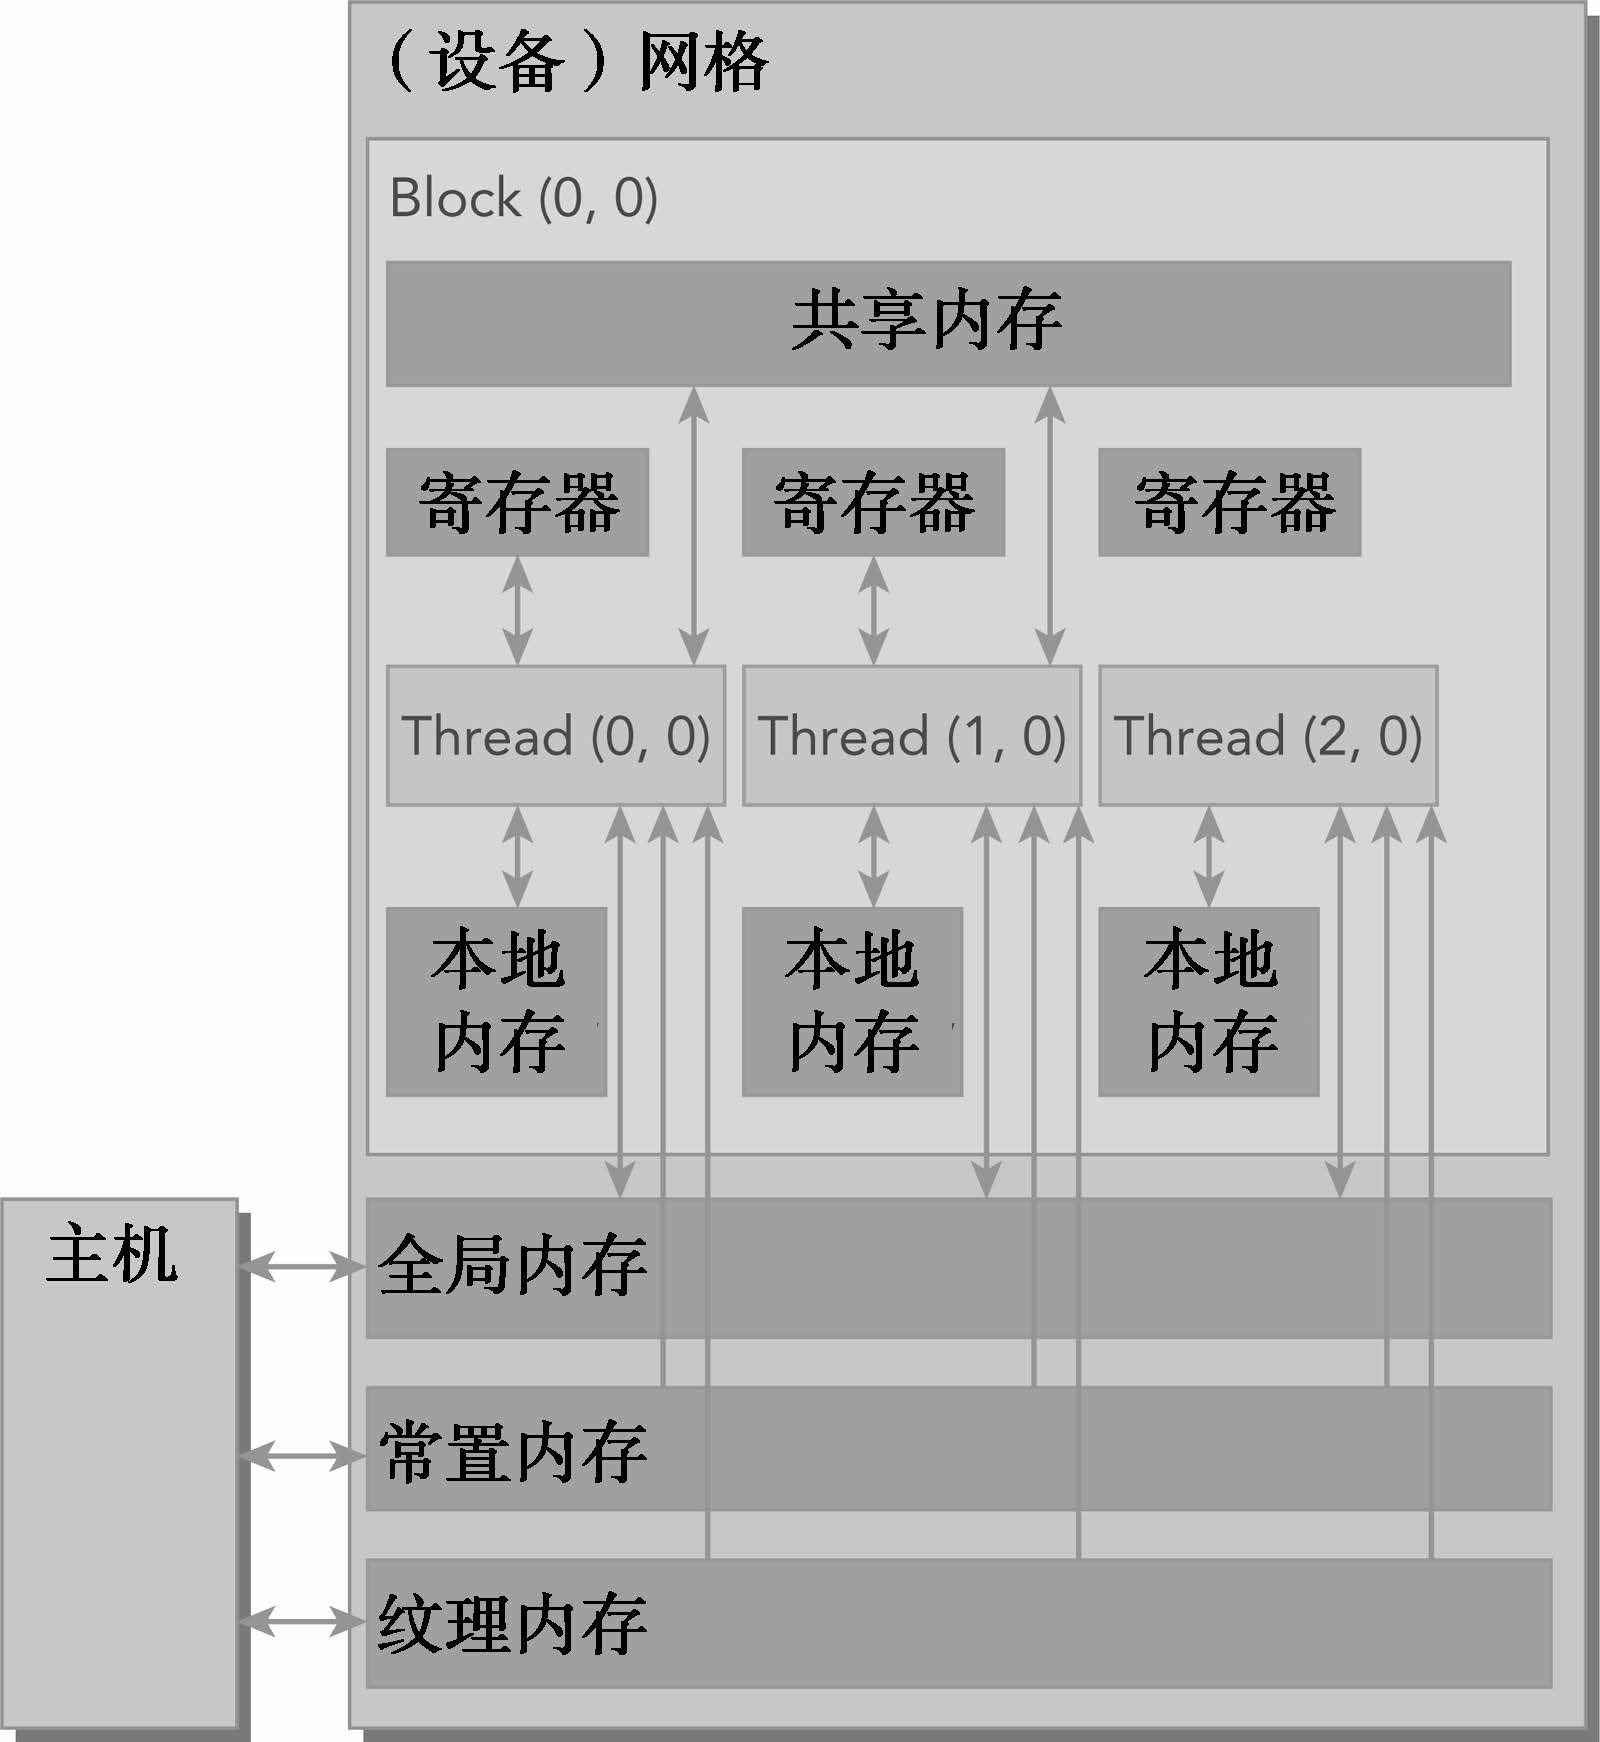 （设备）网格
Block (0, 0)
共享内存
寄存器 寄存器 寄存器
Thread (0, 0) Thread (1, 0) Thread (2, 0)
本地 本地 本地
内存 内存 内存
主机
全局内存
常置内存
纹理内存